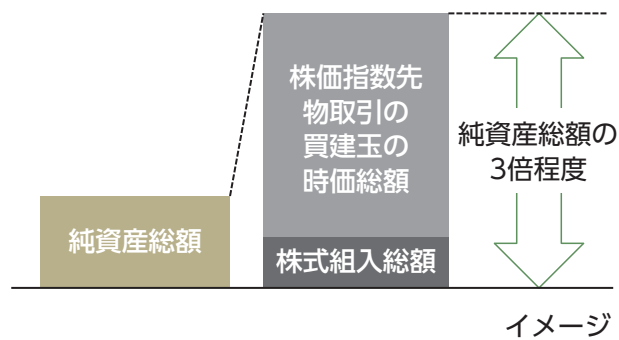 純資産総額
株価指数先
物取引の
買建玉の
時価総額
株式組入総額
純資産総額の
3倍程度
イメージ